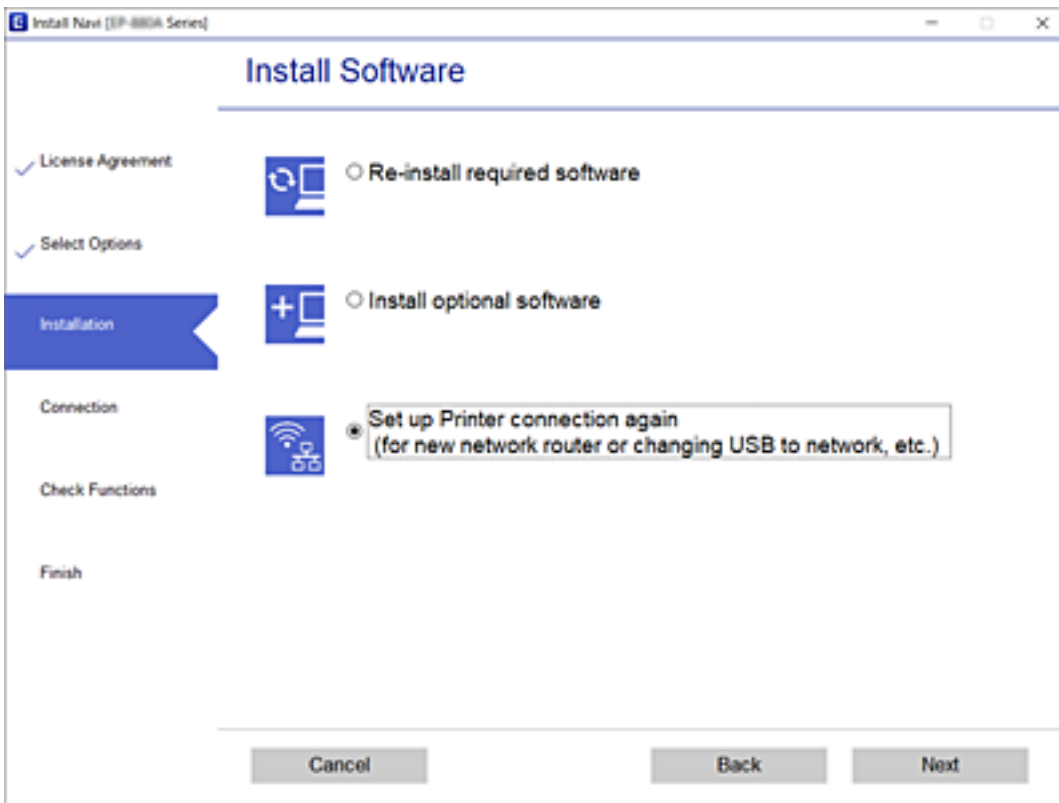 Install Navi [EP-880A Series]
Install Software
License Agreement
Select Options
Installation
Connection
Check Functions
Finish
Re-install required software
Install optional software
Set up Printer connection again
(for new network router or changing USB to network, etc.)
Cancel
Back
Next